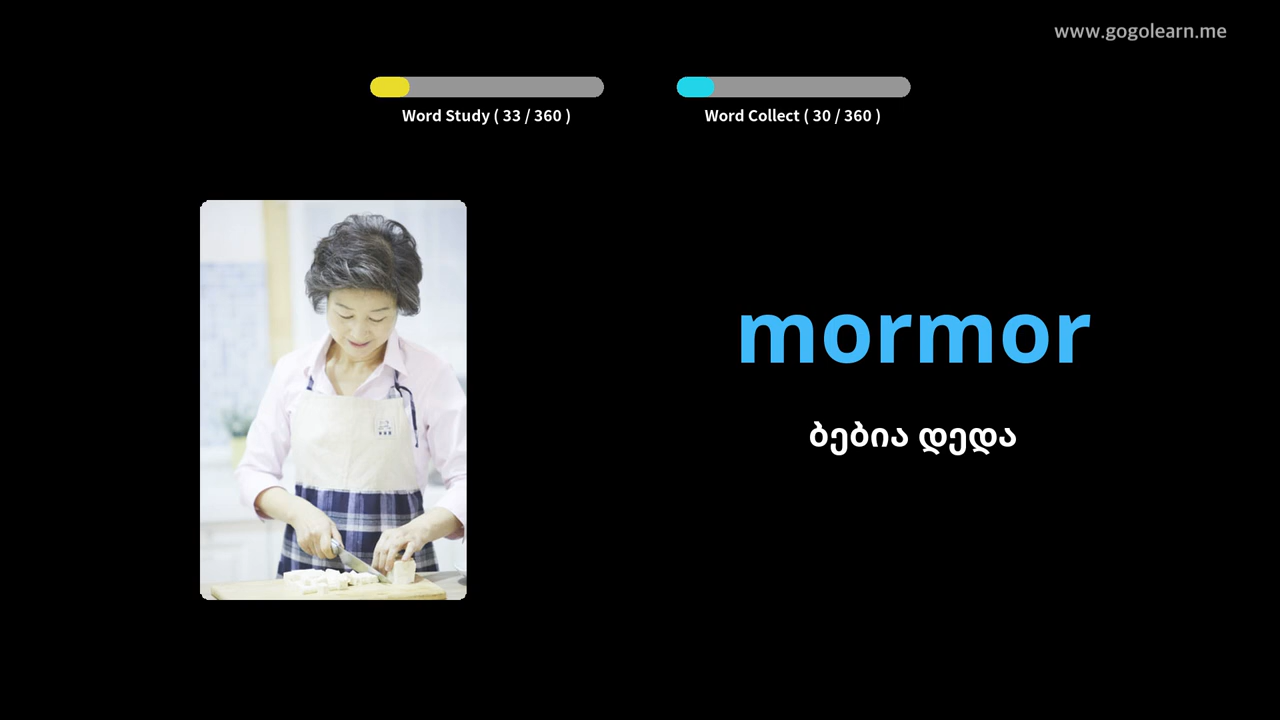 www.gogolearn.me
Word Study ( 33 / 360 )
Word Collect ( 30 / 360 )
mormor
ბებია დედა